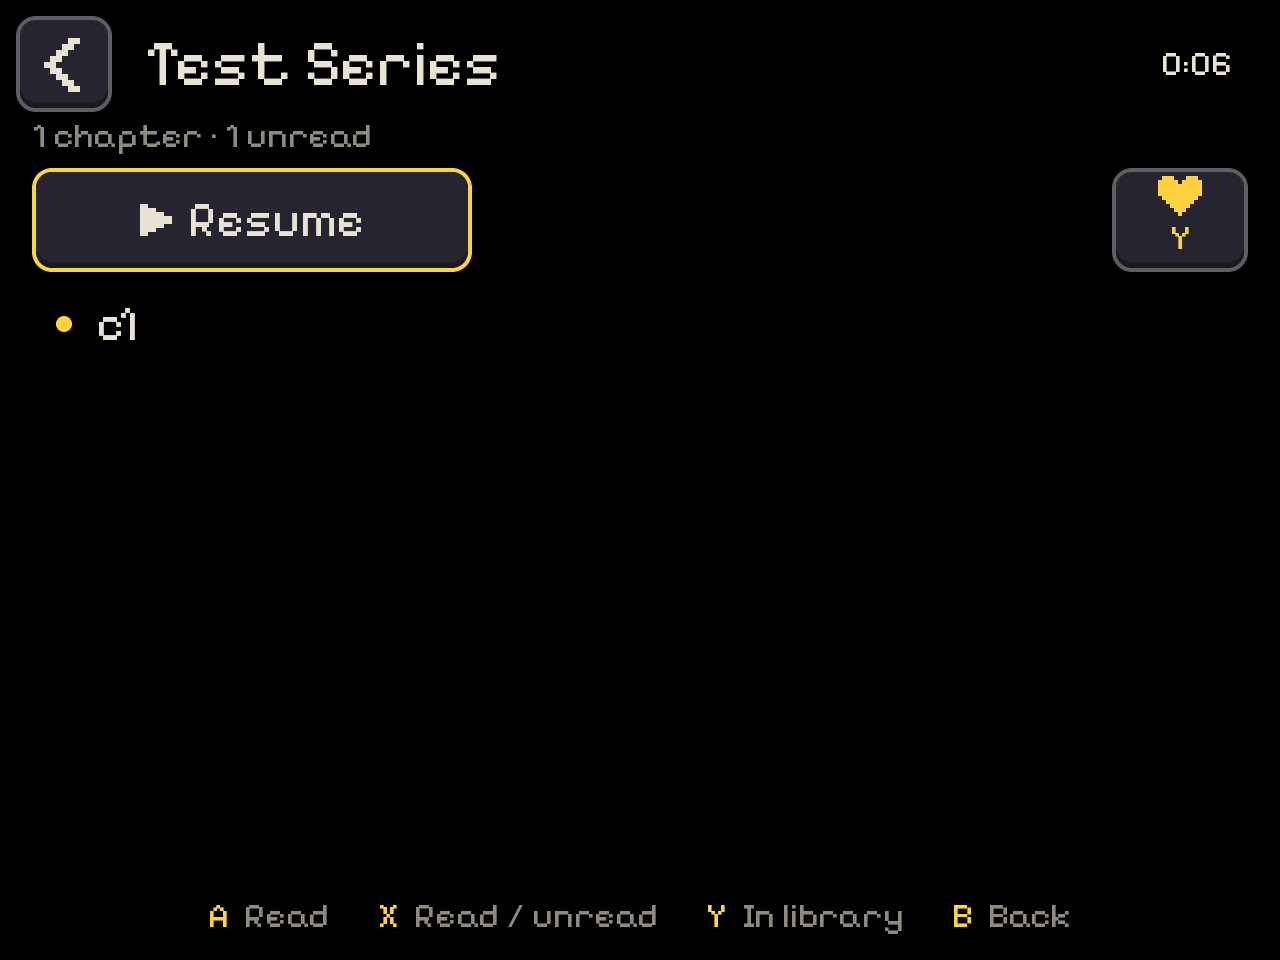 Test Series
0:06
1 chapter · 1 unread
Resume
Y
c1
A Read X Read / unread Y In library B Back